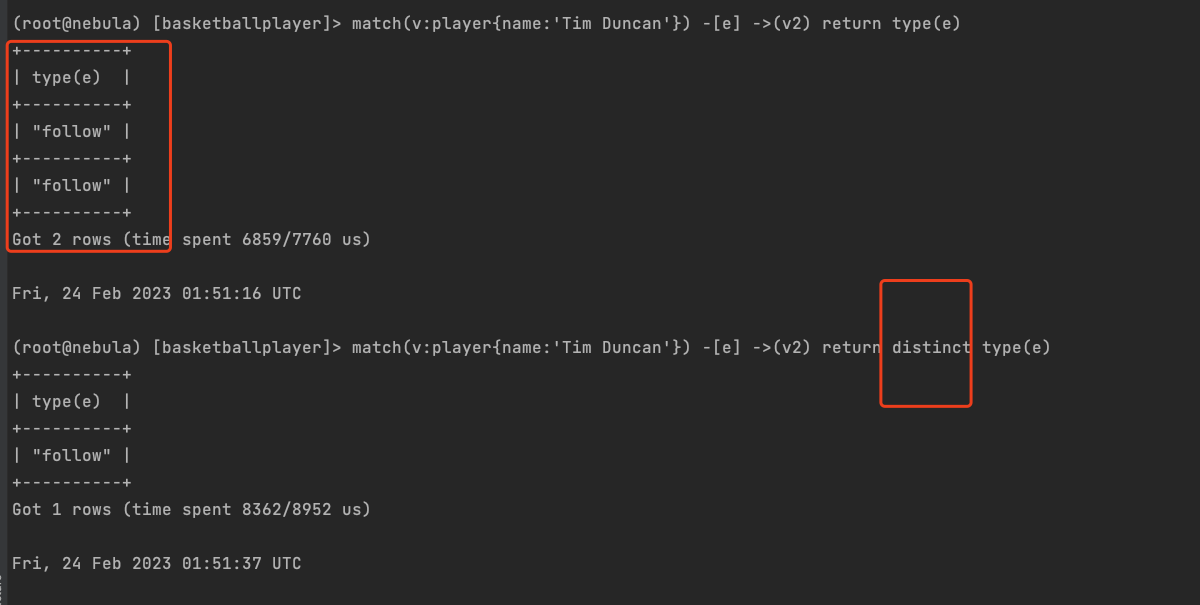 (root@nebula) [basketballplayer]> match(v:player{name:'Tim Duncan'}) -[e] ->(v2) return type(e)
+----------+
| type(e)  |
+----------+
| "follow" |
+----------+
| "follow" |
+----------+
Got 2 rows (time spent 6859/7760 us)
Fri, 24 Feb 2023 01:51:16 UTC
(root@nebula) [basketballplayer]> match(v:player{name:'Tim Duncan'}) -[e] ->(v2) return distinct type(e)
+----------+
| type(e)  |
+----------+
| "follow" |
+----------+
Got 1 rows (time spent 8362/8952 us)
Fri, 24 Feb 2023 01:51:37 UTC